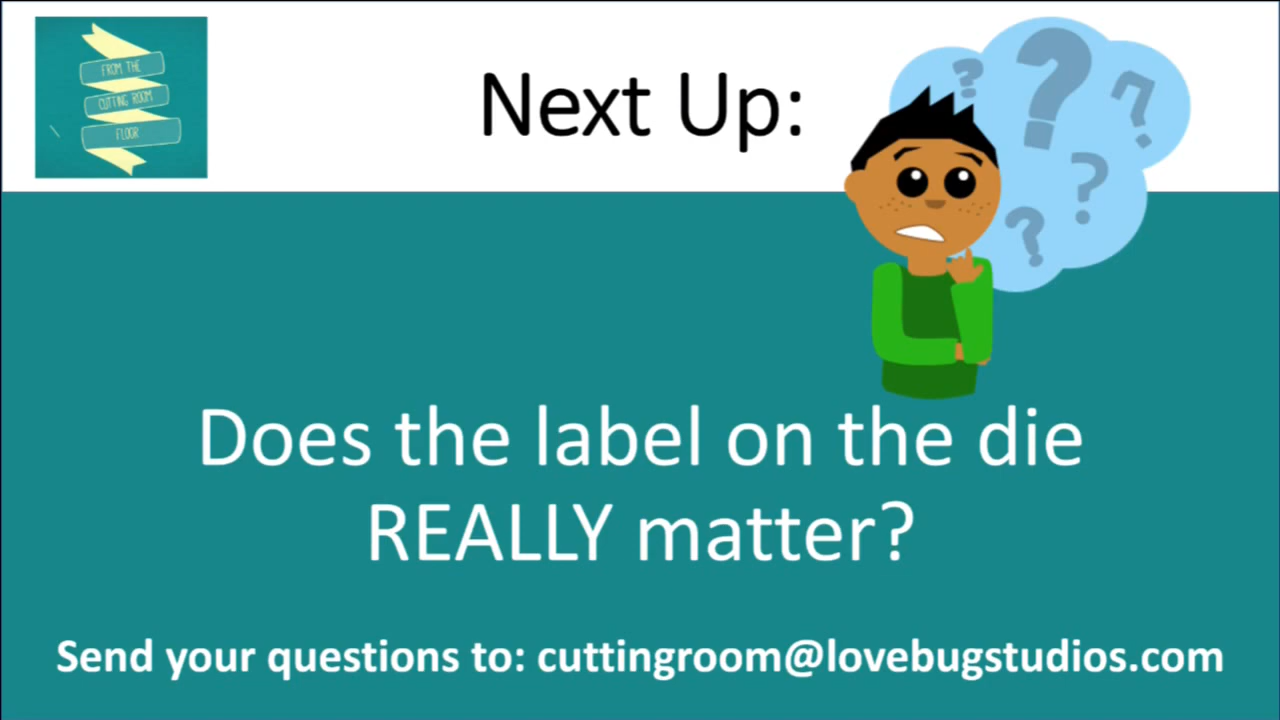 FROM THE
CUTTING ROOM
FLOOR
Next Up:
? ? ? ? ?
Does the label on the die
REALLY matter?
Send your questions to: cuttingroom@lovebugstudios.com